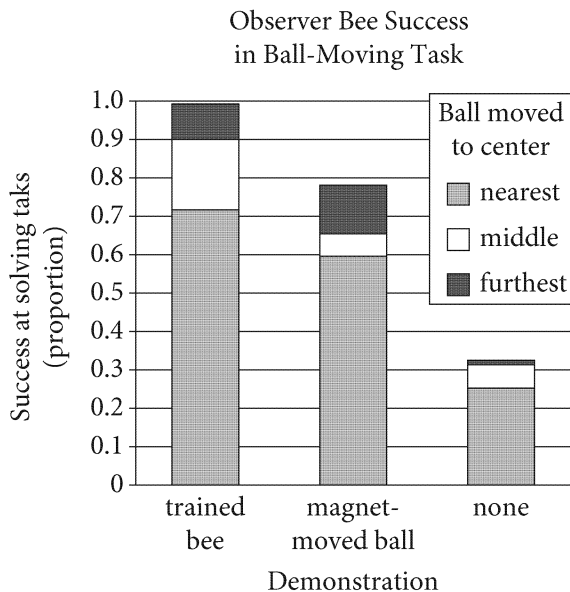 Observer Bee Success
in Ball-Moving Task
Success at solving taks
(proportion)
1.0
0.9
0.8
0.7
0.6
0.5
0.4
0.3
0.2
0.1
0
Ball moved
to center
nearest
middle
furthest
trained
bee
magnet-
moved ball
none
Demonstration